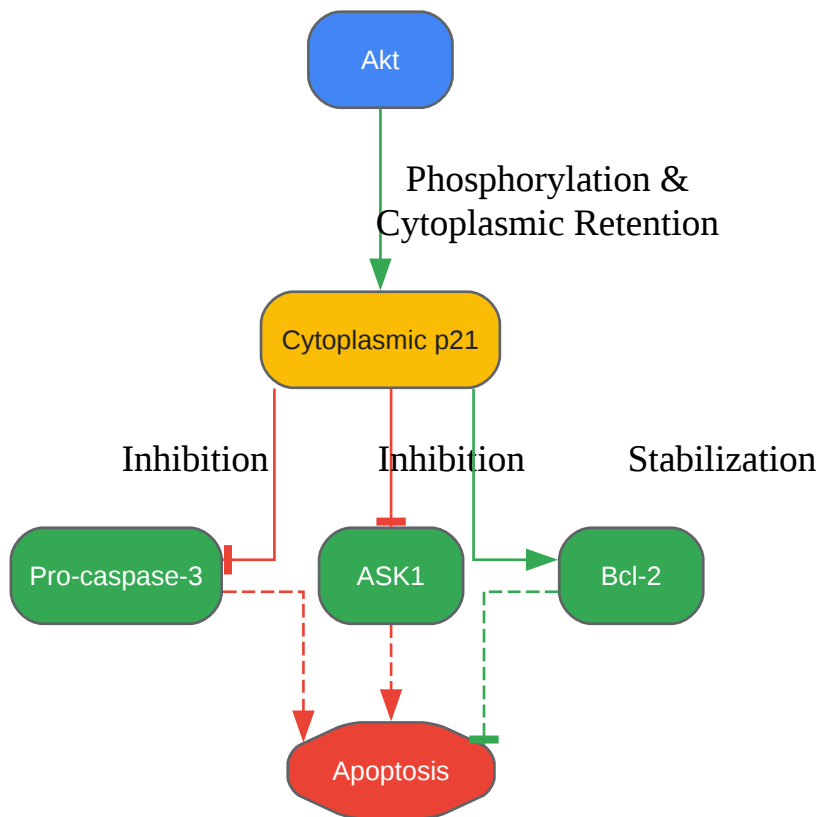 Akt
Phosphorylation &
Cytoplasmic Retention
Cytoplasmic p21
Inhibition
Inhibition
Stabilization
Pro-caspase-3
ASK1
Bcl-2
Apoptosis